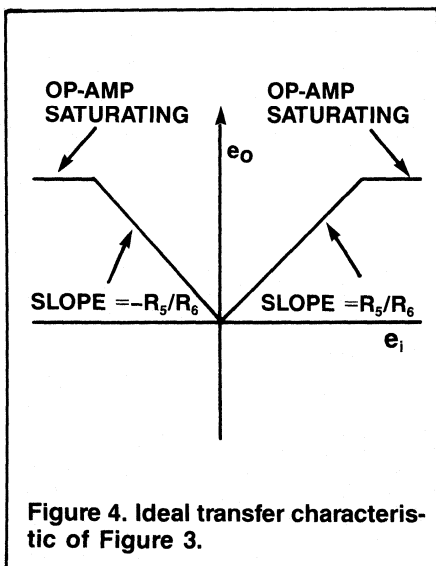 OP-AMP
SATURATING
OP-AMP
SATURATING
eo
SLOPE =-R5/R6
SLOPE =R5/R6
ei
Figure 4. Ideal transfer characteris-
tic of Figure 3.